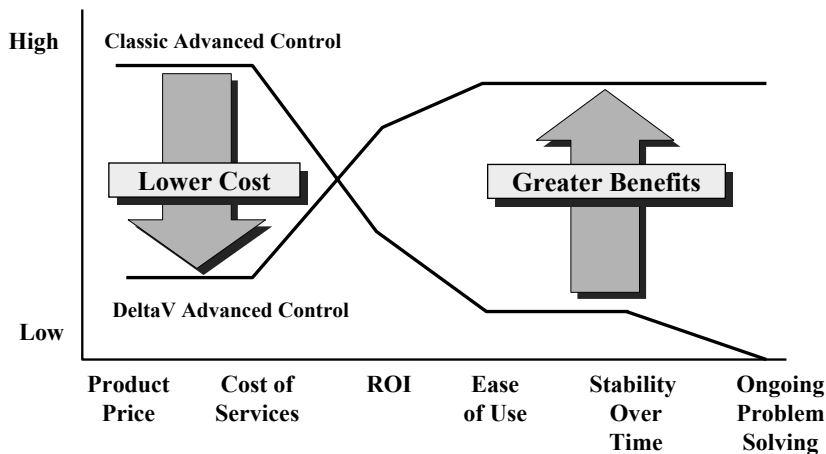 High
Classic Advanced Control
Lower Cost
Greater Benefits
DeltaV Advanced Control
Low
Product
Price
Cost of
Services
ROI
Ease
of Use
Stability
Over
Time
Ongoing
Problem
Solving